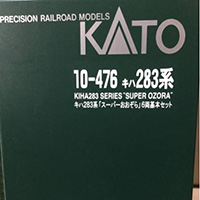 PRECISION RAILROAD MODELS
KATO
10-476 キハ283系
KIHA283 SERIES "SUPER OZORA"
キハ283系「スーパーおおぞら」6両基本セット